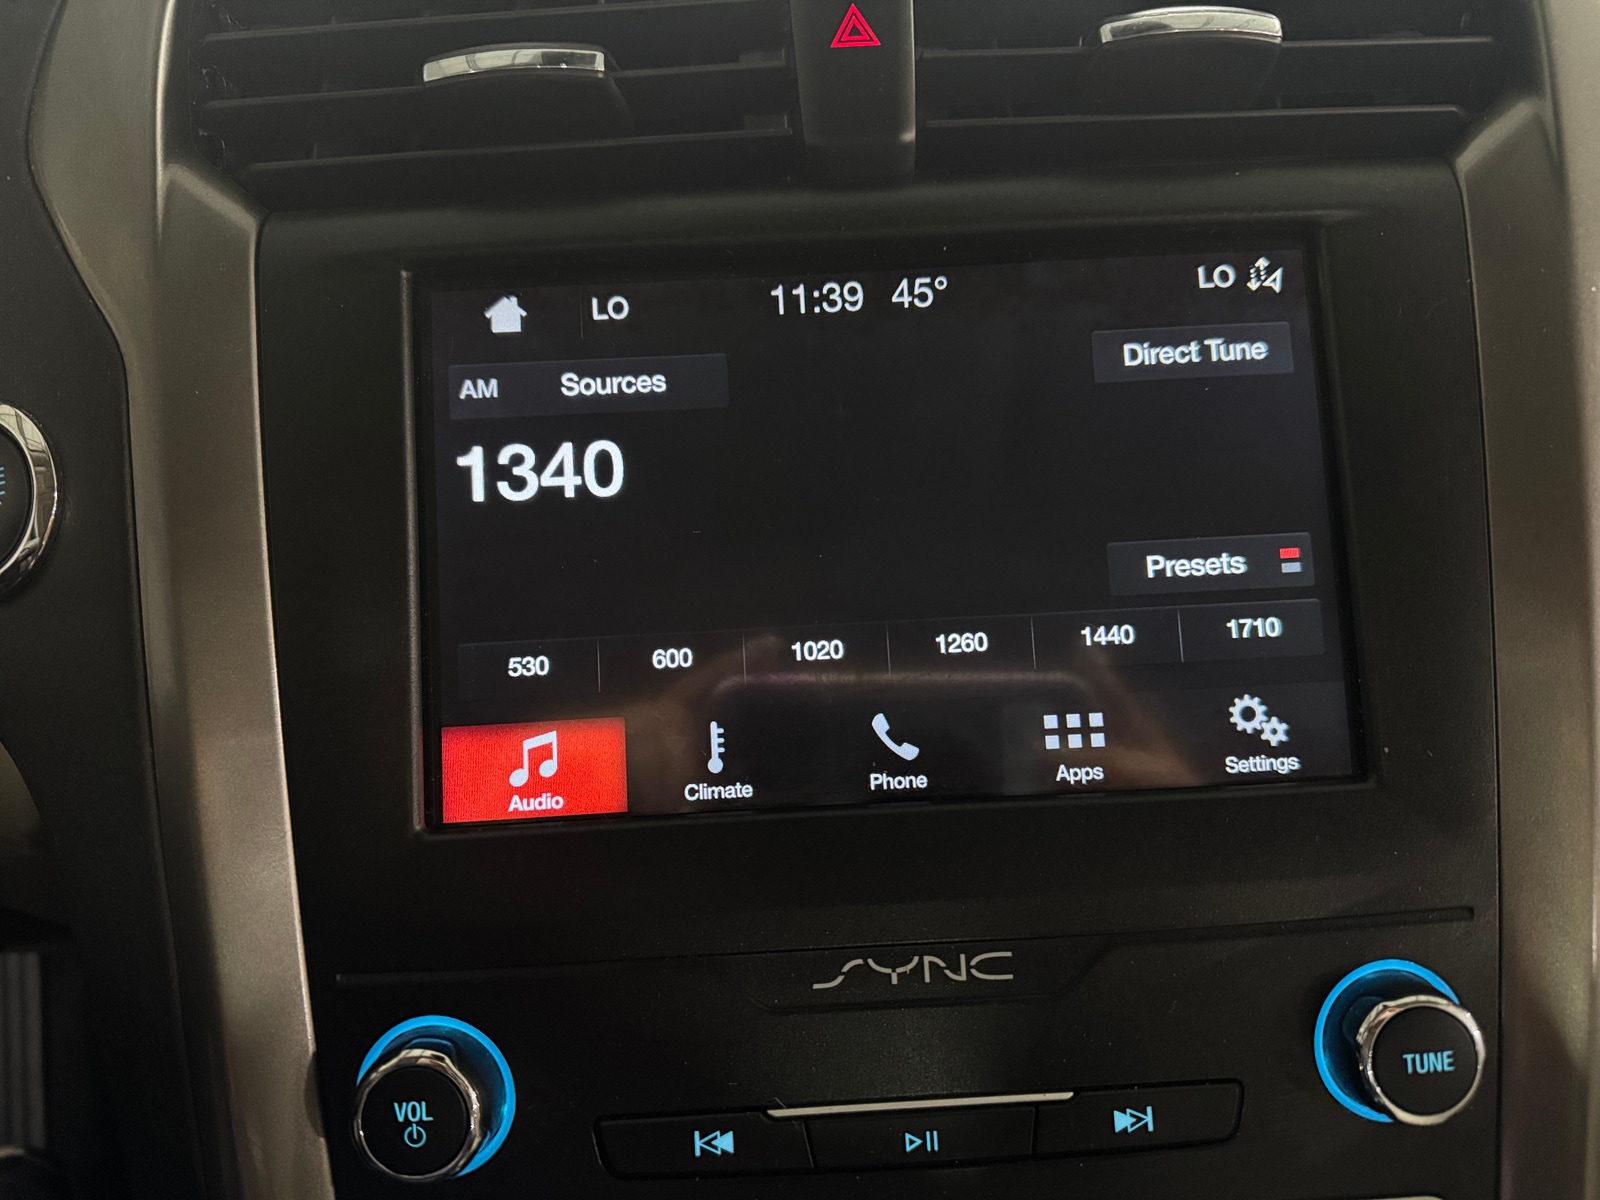 LO 11:39 45° LO
AM Sources Direct Tune
1340
Presets
530 600 1020 1260 1440 1710
Audio Climate Phone Apps Settings
SYNC
VOL TUNE